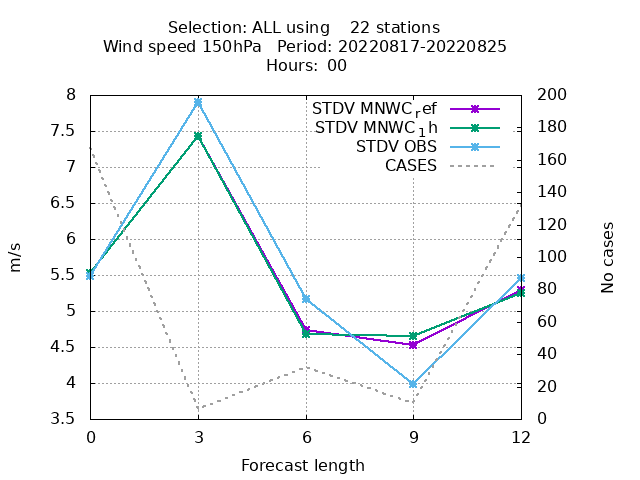 Selection: ALL using    22 stations
Wind speed 150hPa   Period: 20220817-20220825
Hours:  00
STDV MNWC_ref
STDV MNWC_1h
STDV OBS
CASES
8
7.5
7
6.5
6
5.5
5
4.5
4
3.5
200
180
160
140
120
100
80
60
40
20
0
m/s
No cases
0 3 6 9 12
Forecast length